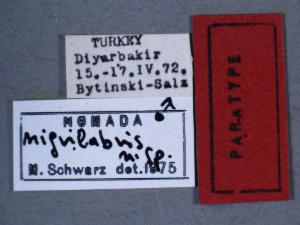 TURKEY
Diyarbakir
15.-17.IV.72.
Bytinski-Salz
♂
NOMADA
nigrilabris
n.sp.
M. Schwarz det.1975
PARATYPE